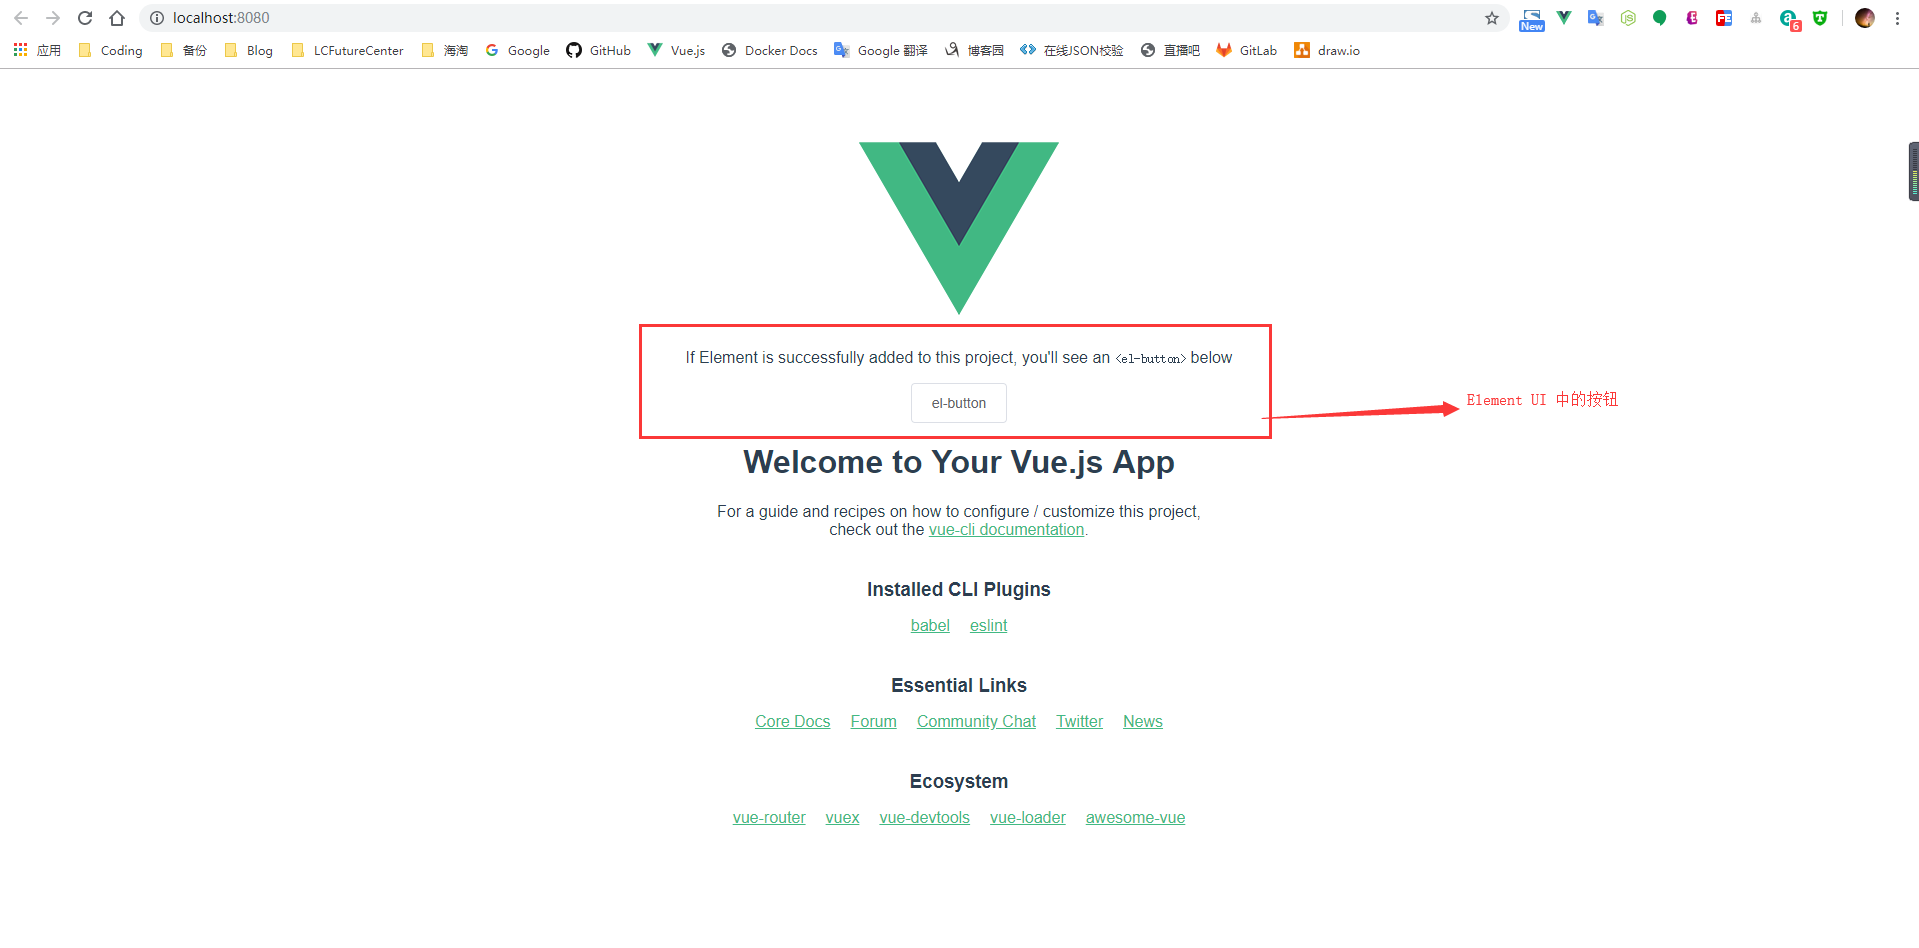 localhost:8080
New
6
应用 Coding 备份 Blog LCFutureCenter 海淘 Google GitHub Vue.js Docker Docs Google 翻译 博客园 在线JSON校验 直播吧 GitLab draw.io
If Element is successfully added to this project, you'll see an <el-button> below
el-button
Element UI 中的按钮
Welcome to Your Vue.js App
For a guide and recipes on how to configure / customize this project,
check out the vue-cli documentation.
Installed CLI Plugins
babel eslint
Essential Links
Core Docs Forum Community Chat Twitter News
Ecosystem
vue-router vuex vue-devtools vue-loader awesome-vue